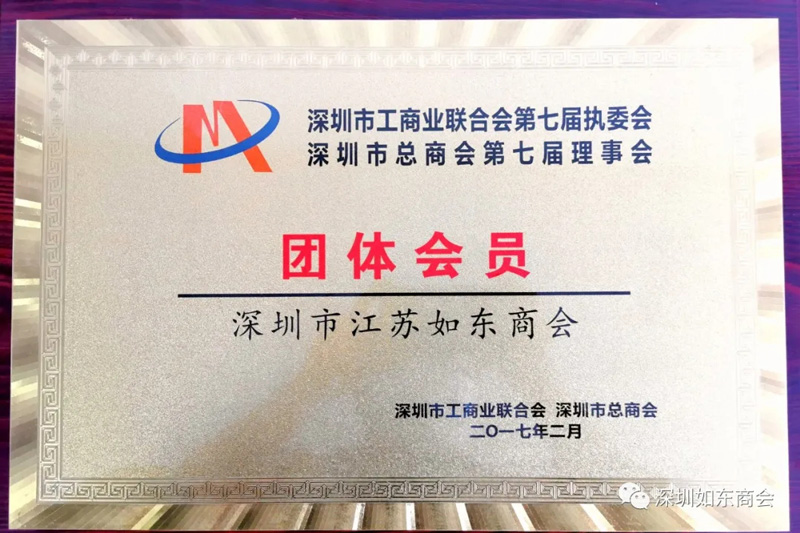 深圳市工商业联合会第七届执委会
深圳市总商会第七届理事会
团体会员
深圳市江苏如东商会
深圳市工商业联合会 深圳市总商会
二〇一七年二月
深圳如东商会